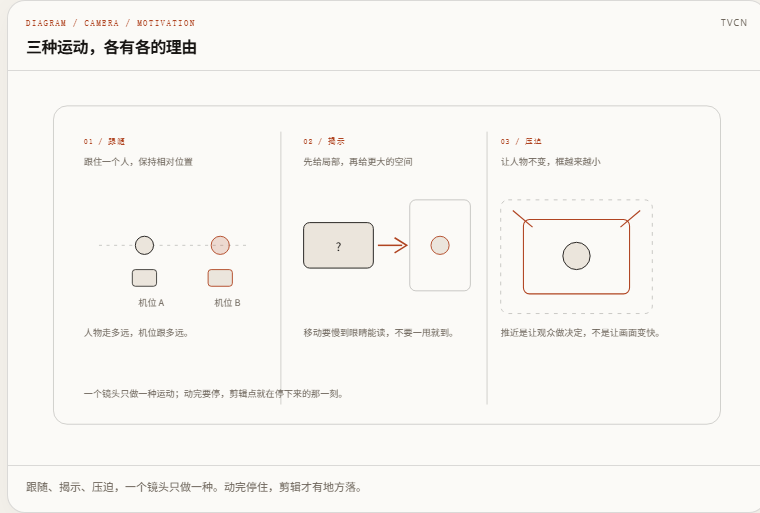 DIAGRAM / CAMERA / MOTIVATION
TVCN
三种运动，各有各的理由
01 / 跟随
跟住一个人，保持相对位置
机位 A
机位 B
人物走多远，机位跟多远。
02 / 揭示
先给局部，再给更大的空间
?
移动要慢到眼睛能读，不要一甩就到。
03 / 压迫
让人物不变，框越来越小
推近是让观众做决定，不是让画面变快。
一个镜头只做一种运动；动完要停，剪辑点就在停下来的那一刻。
跟随、揭示、压迫，一个镜头只做一种。动完停住，剪辑才有地方落。